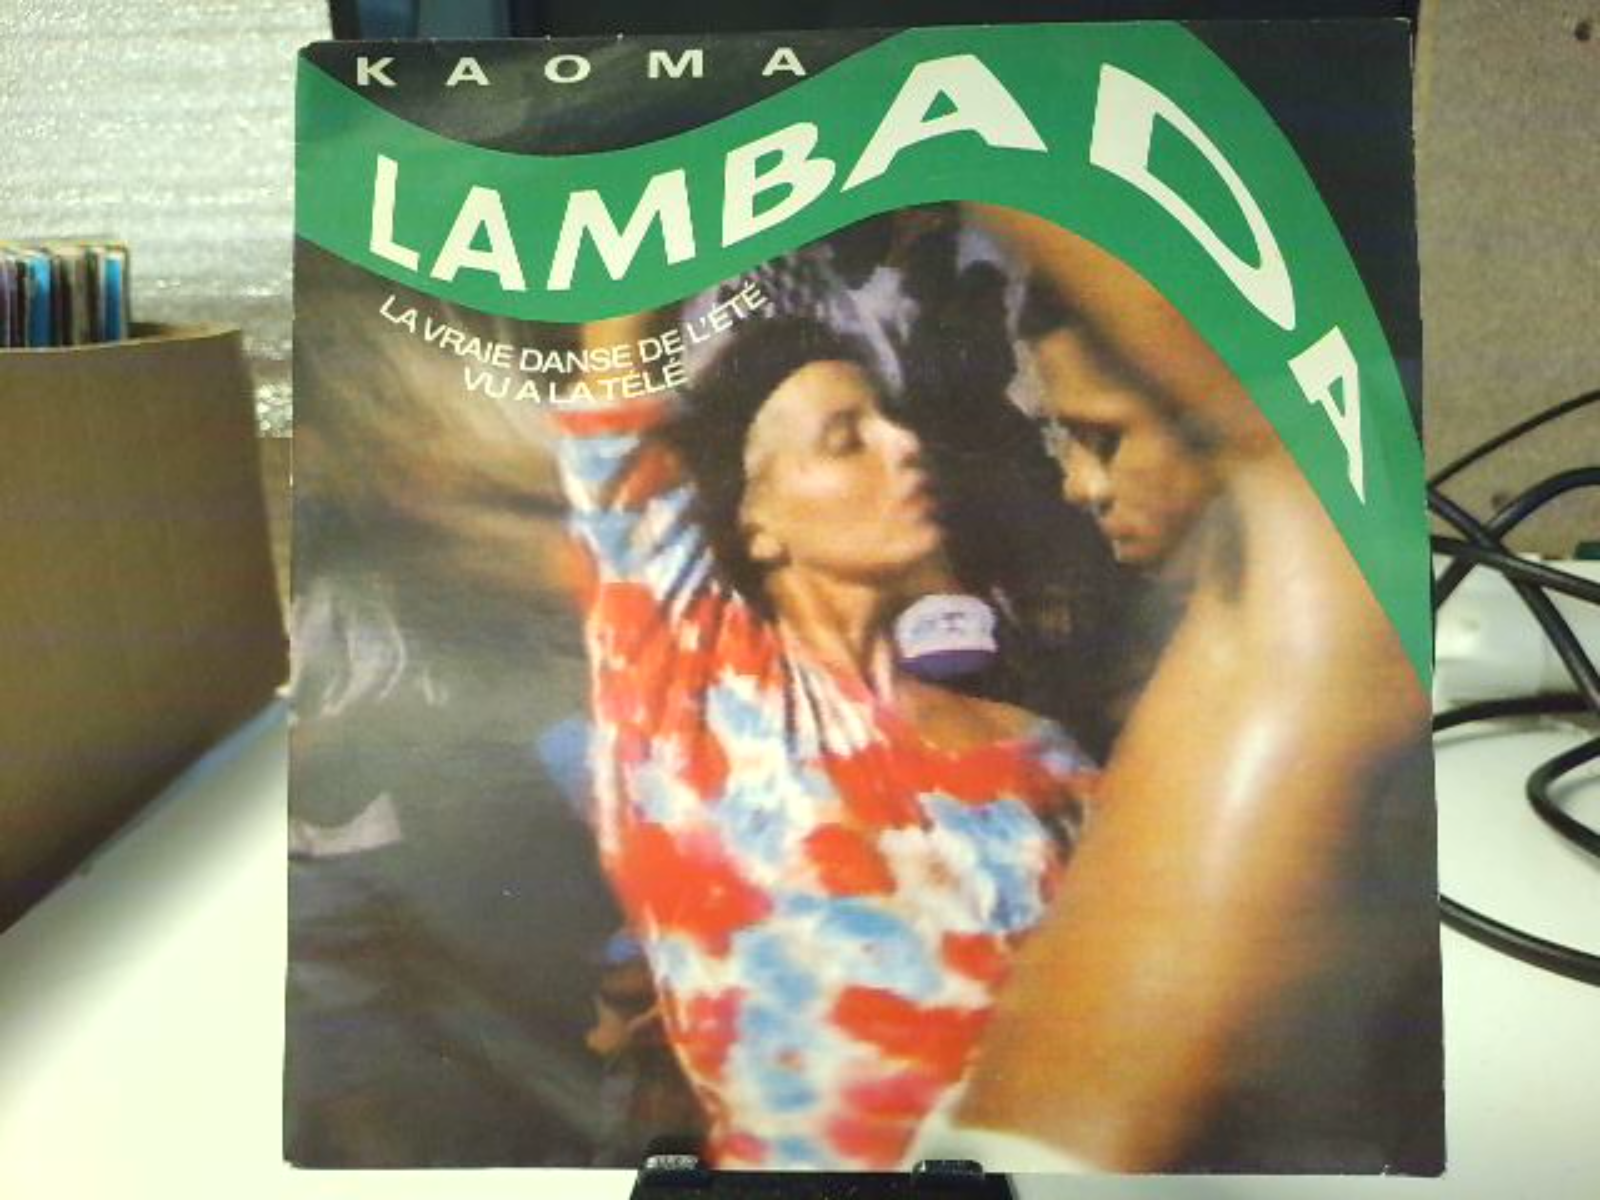 KAOMA
LAMBADA
LA VRAIE DANSE DE L'ÉTÉ
VU A LA TÉLÉ